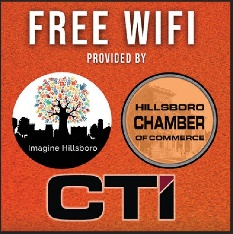 FREE WIFI
PROVIDED BY
Imagine Hillsboro
HILLSBORO
CHAMBER
OF COMMERCE
CTi